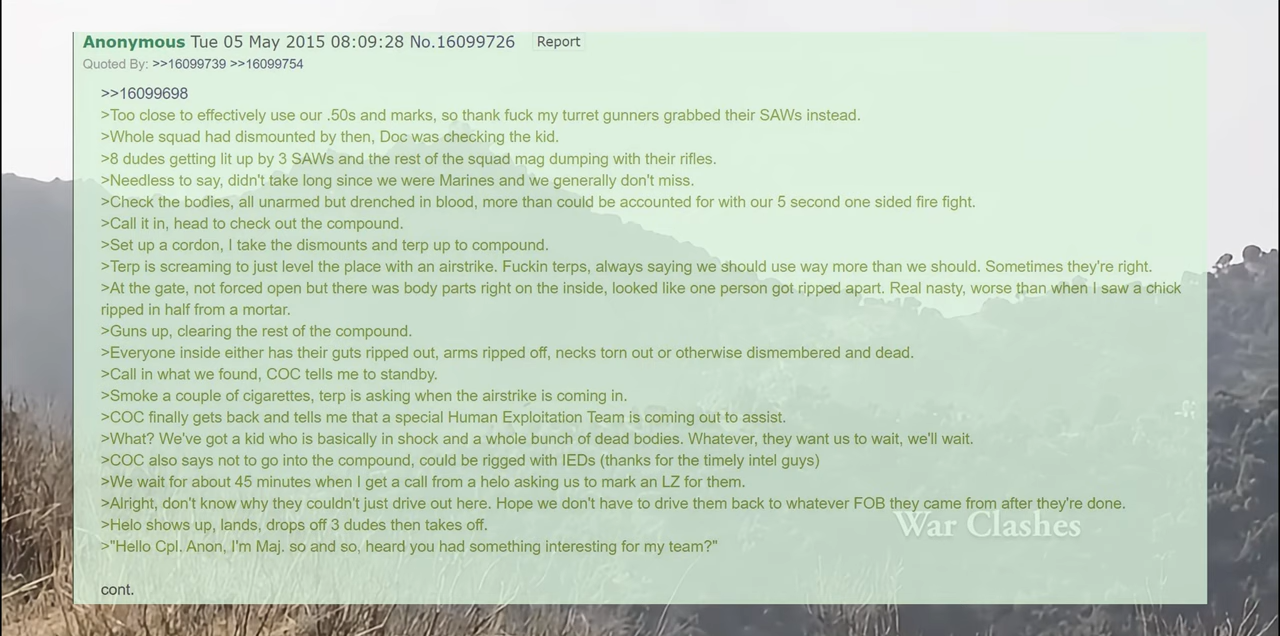 Anonymous Tue 05 May 2015 08:09:28 No.16099726 Report
Quoted By: >>16099739 >>16099754
>>16099698
>Too close to effectively use our .50s and marks, so thank fuck my turret gunners grabbed their SAWs instead.
>Whole squad had dismounted by then, Doc was checking the kid.
>8 dudes getting lit up by 3 SAWs and the rest of the squad mag dumping with their rifles.
>Needless to say, didn't take long since we were Marines and we generally don't miss.
>Check the bodies, all unarmed but drenched in blood, more than could be accounted for with our 5 second one sided fire fight.
>Call it in, head to check out the compound.
>Set up a cordon, I take the dismounts and terp up to compound.
>Terp is screaming to just level the place with an airstrike. Fuckin terps, always saying we should use way more than we should. Sometimes they're right.
>At the gate, not forced open but there was body parts right on the inside, looked like one person got ripped apart. Real nasty, worse than when I saw a chick
ripped in half from a mortar.
>Guns up, clearing the rest of the compound.
>Everyone inside either has their guts ripped out, arms ripped off, necks torn out or otherwise dismembered and dead.
>Call in what we found, COC tells me to standby.
>Smoke a couple of cigarettes, terp is asking when the airstrike is coming in.
>COC finally gets back and tells me that a special Human Exploitation Team is coming out to assist.
>What? We've got a kid who is basically in shock and a whole bunch of dead bodies. Whatever, they want us to wait, we'll wait.
>COC also says not to go into the compound, could be rigged with IEDs (thanks for the timely intel guys)
>We wait for about 45 minutes when I get a call from a helo asking us to mark an LZ for them.
>Alright, don't know why they couldn't just drive out here. Hope we don't have to drive them back to whatever FOB they came from after they're done.
>Helo shows up, lands, drops off 3 dudes then takes off.
War Clashes
>"Hello Cpl. Anon, I'm Maj. so and so, heard you had something interesting for my team?"
cont.